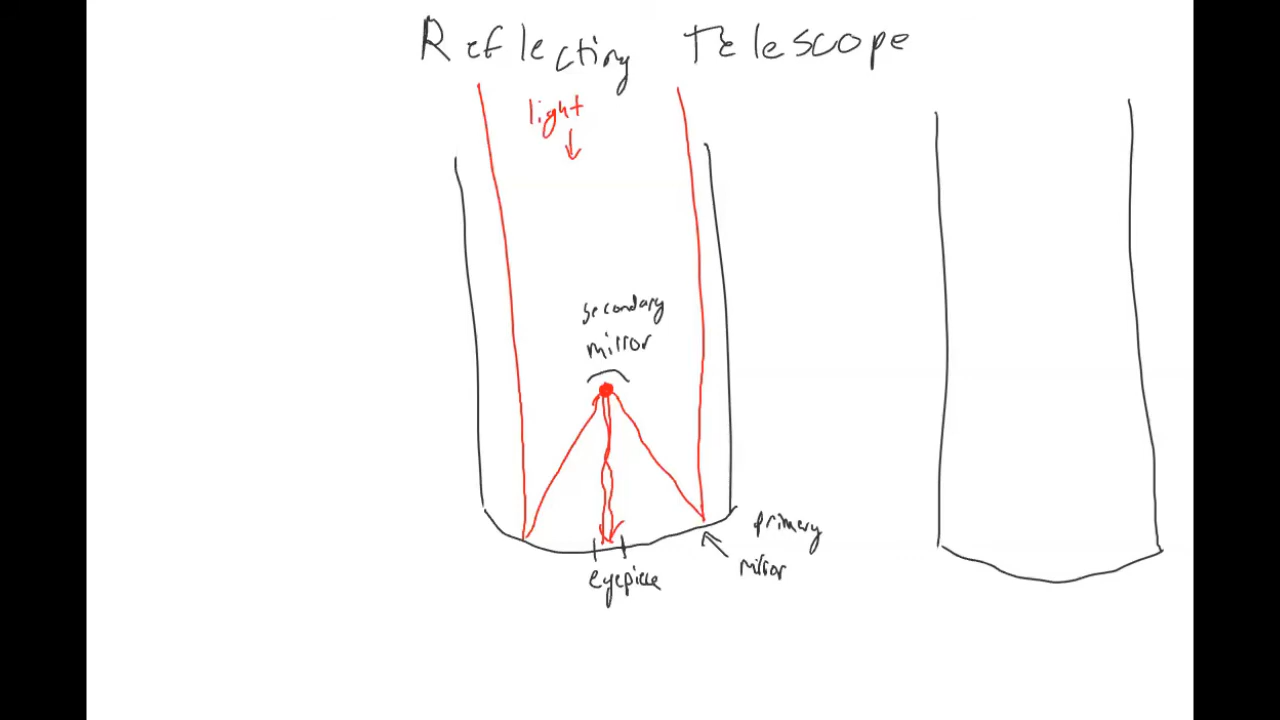 Reflecting Telescope
light
secondary
mirror
primary
mirror
eyepiece